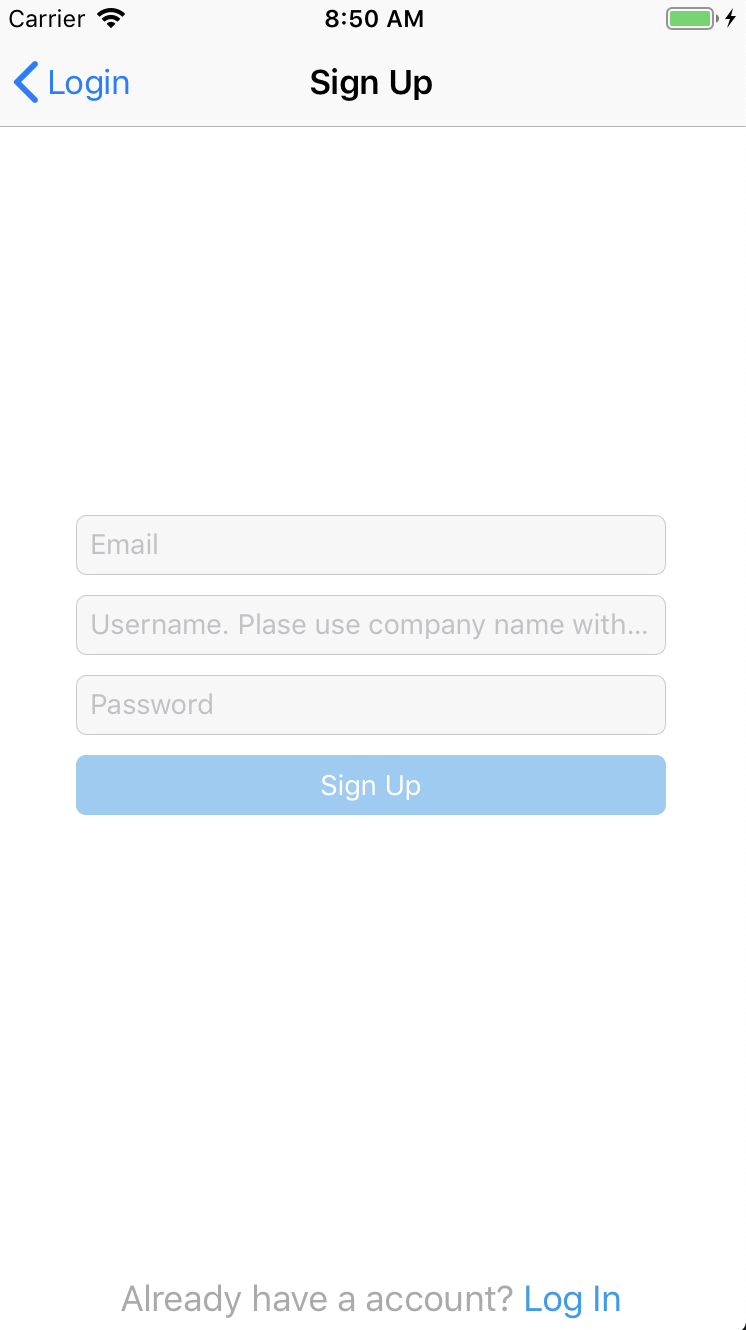 Carrier
8:50 AM
Login
Sign Up
Email
Username. Plase use company name with...
Password
Sign Up
Already have a account? Log In